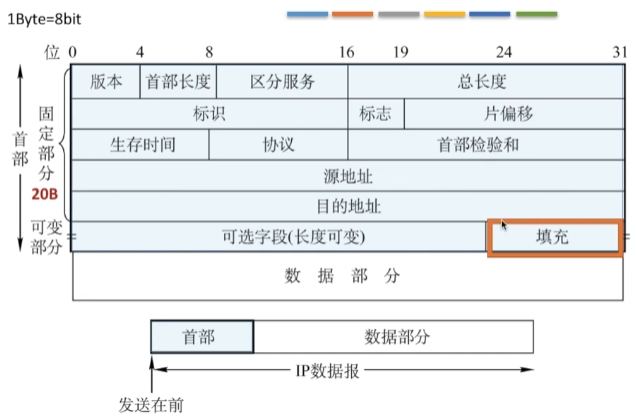 1Byte=8bit
位 0 4 8 16 19 24 31
版本 首部长度 区分服务 总长度
标识 标志 片偏移
生存时间 协议 首部检验和
源地址
目的地址
可选字段(长度可变) 填充
数 据 部 分
首部
固定部分
20B
可变部分
首部 数据部分
IP数据报
发送在前